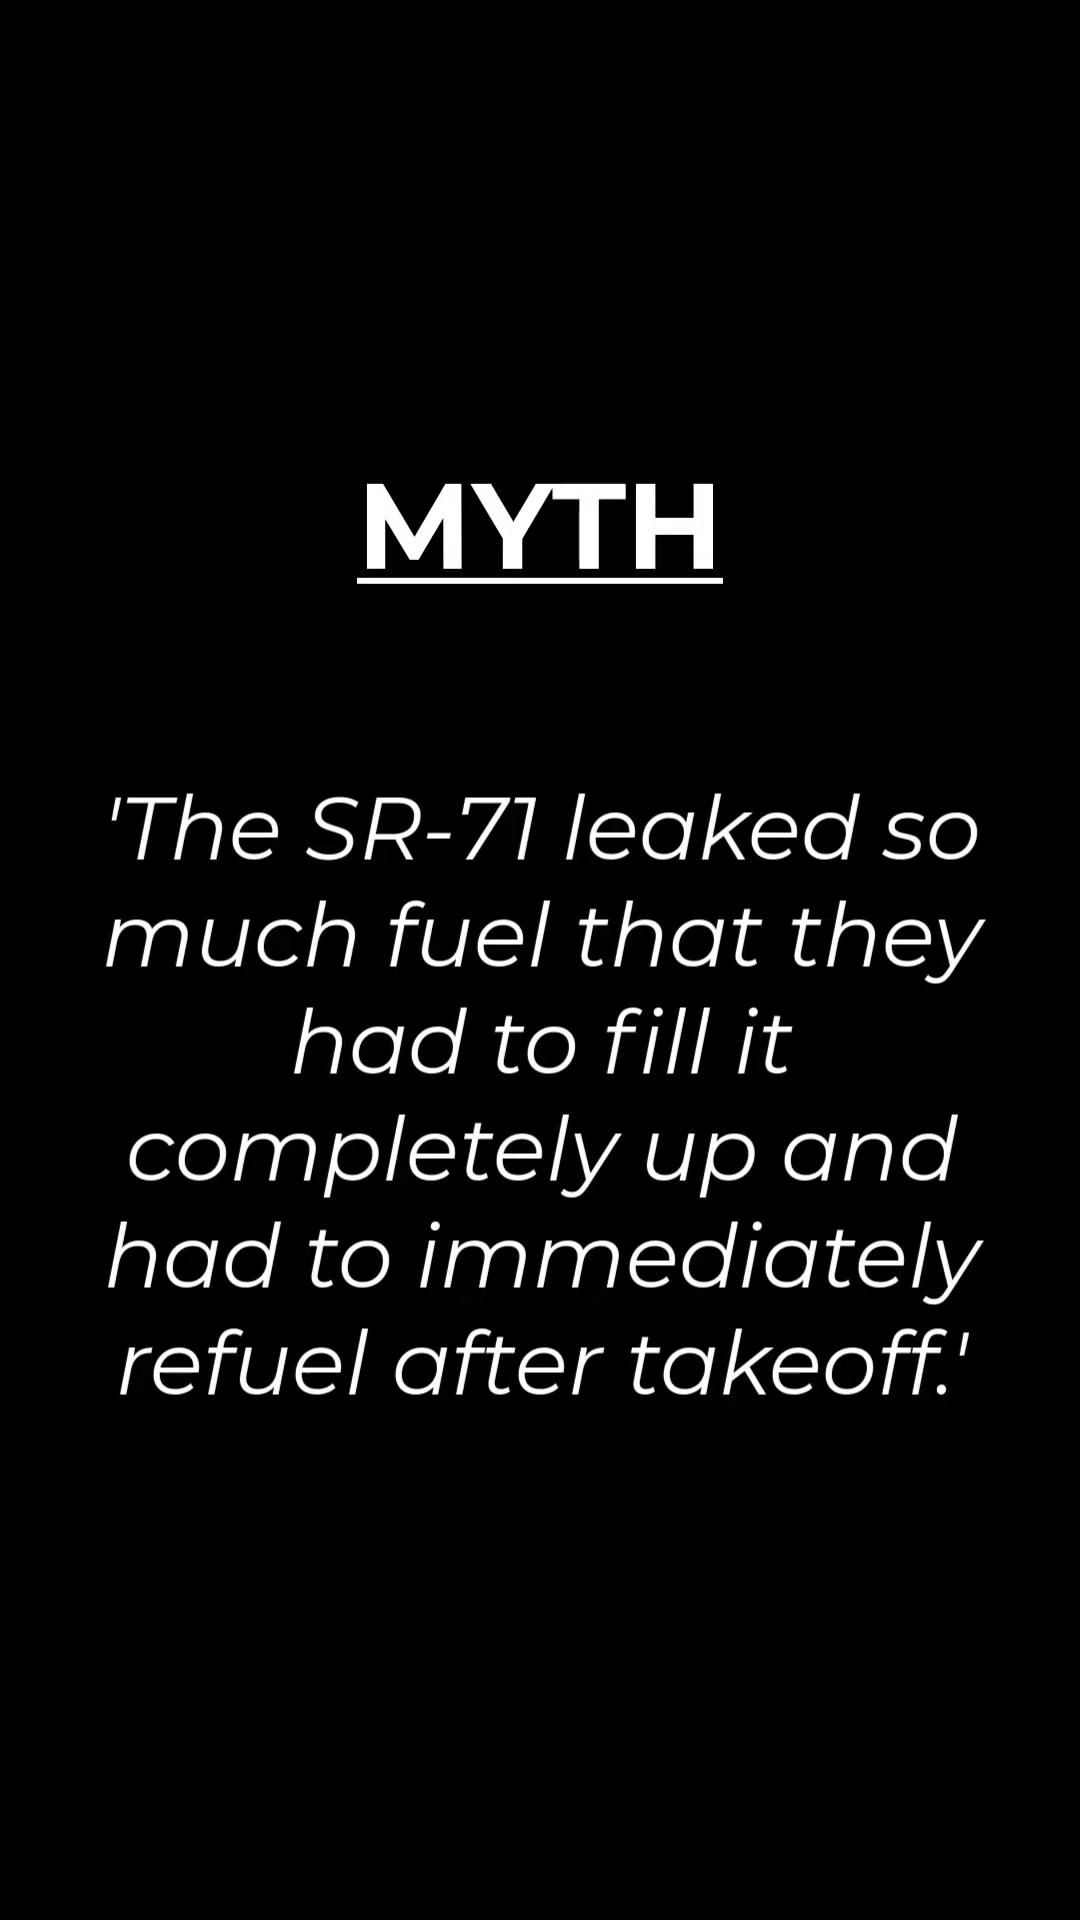 MYTH
'The SR-71 leaked so
much fuel that they
had to fill it
completely up and
had to immediately
refuel after takeoff.'